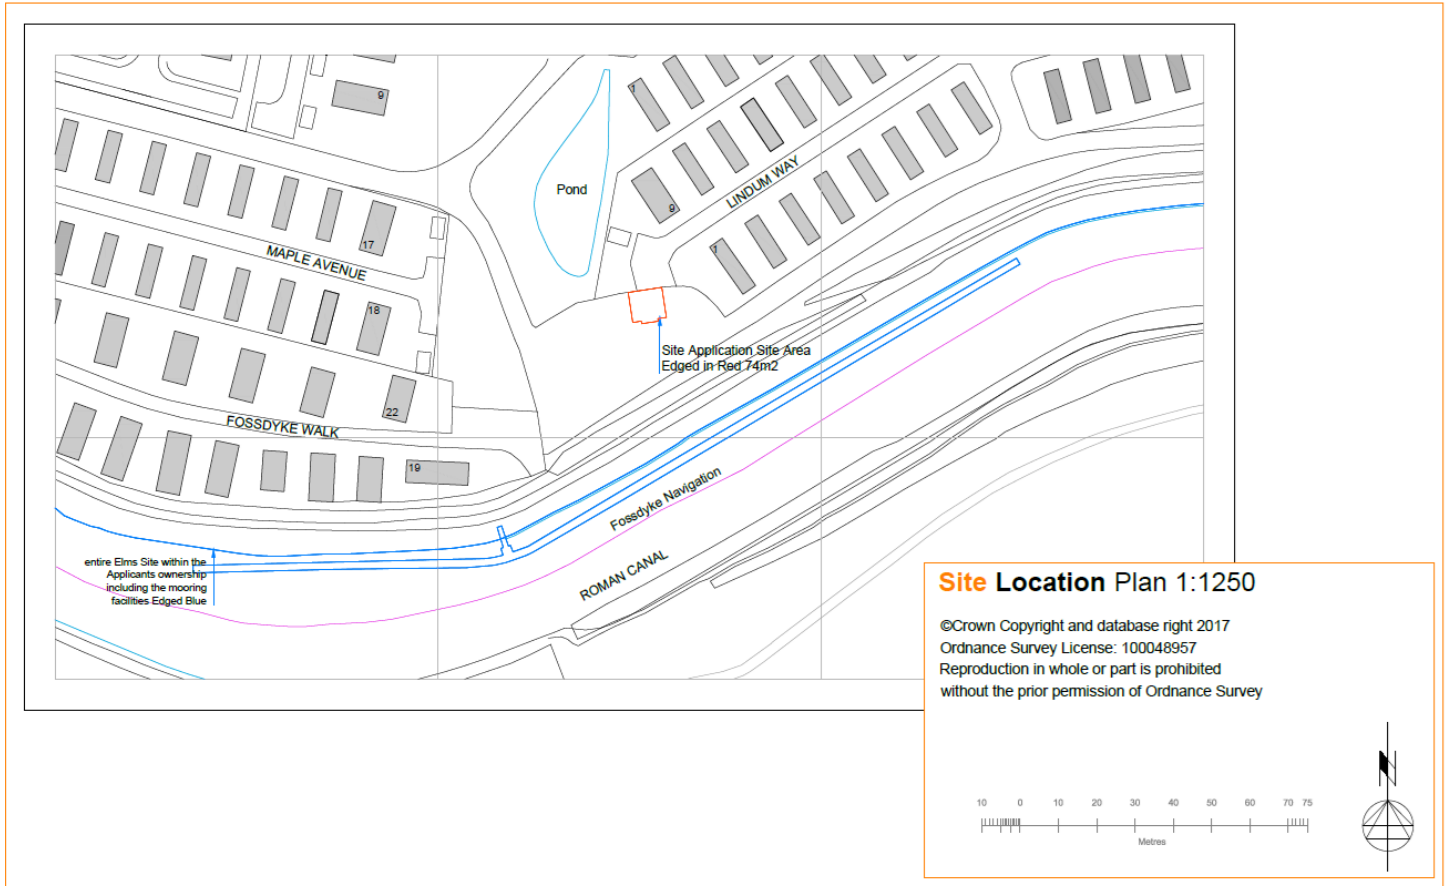 9
1
Pond
LINDUM WAY
9
17
MAPLE AVENUE
1
18
Site Application Site Area
Edged in Red 74m2
22
FOSSDYKE WALK
19
Fossdyke Navigation
entire Elms Site within the
Applicants ownership
including the mooring
facilities Edged Blue
ROMAN CANAL
Site Location Plan 1:1250
©Crown Copyright and database right 2017
Ordnance Survey License: 100048957
Reproduction in whole or part is prohibited
without the prior permission of Ordnance Survey
N
10 0 10 20 30 40 50 60 70 75
Metres